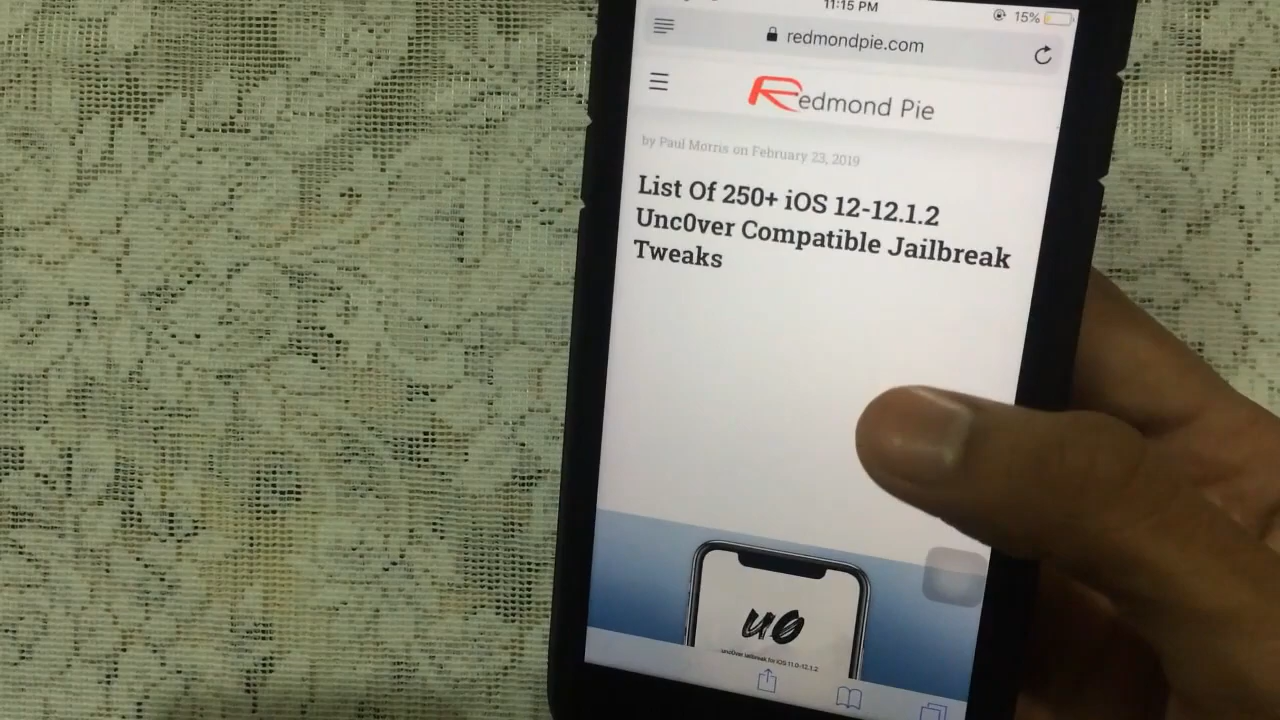 11:15 PM
15%
redmondpie.com
Redmond Pie
by Paul Morris on February 23, 2019
List Of 250+ iOS 12-12.1.2
Unc0ver Compatible Jailbreak
Tweaks
u0
unc0ver jailbreak for iOS 11.0-12.1.2